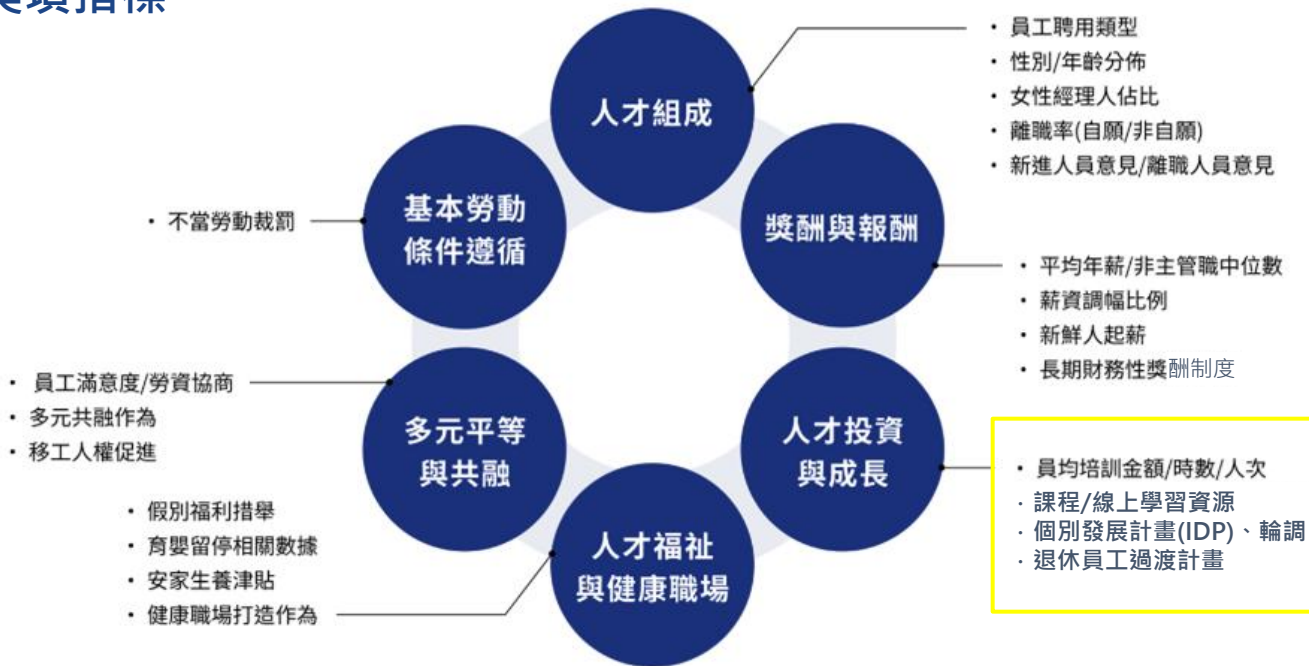 指標
人才組成
• 員工聘用類型
• 性別/年齡分佈
• 女性經理人佔比
• 離職率(自願/非自願)
• 新進人員意見/離職人員意見
獎酬與報酬
• 平均年薪/非主管職中位數
• 薪資調幅比例
• 新鮮人起薪
• 長期財務性獎酬制度
人才投資
與成長
• 員均培訓金額/時數/人次
· 課程/線上學習資源
· 個別發展計畫(IDP)、輪調
· 退休員工過渡計畫
人才福祉
與健康職場
• 假別福利措舉
• 育嬰留停相關數據
• 安家生養津貼
• 健康職場打造作為
多元平等
與共融
• 員工滿意度/勞資協商
• 多元共融作為
• 移工人權促進
基本勞動
條件遵循
• 不當勞動裁罰